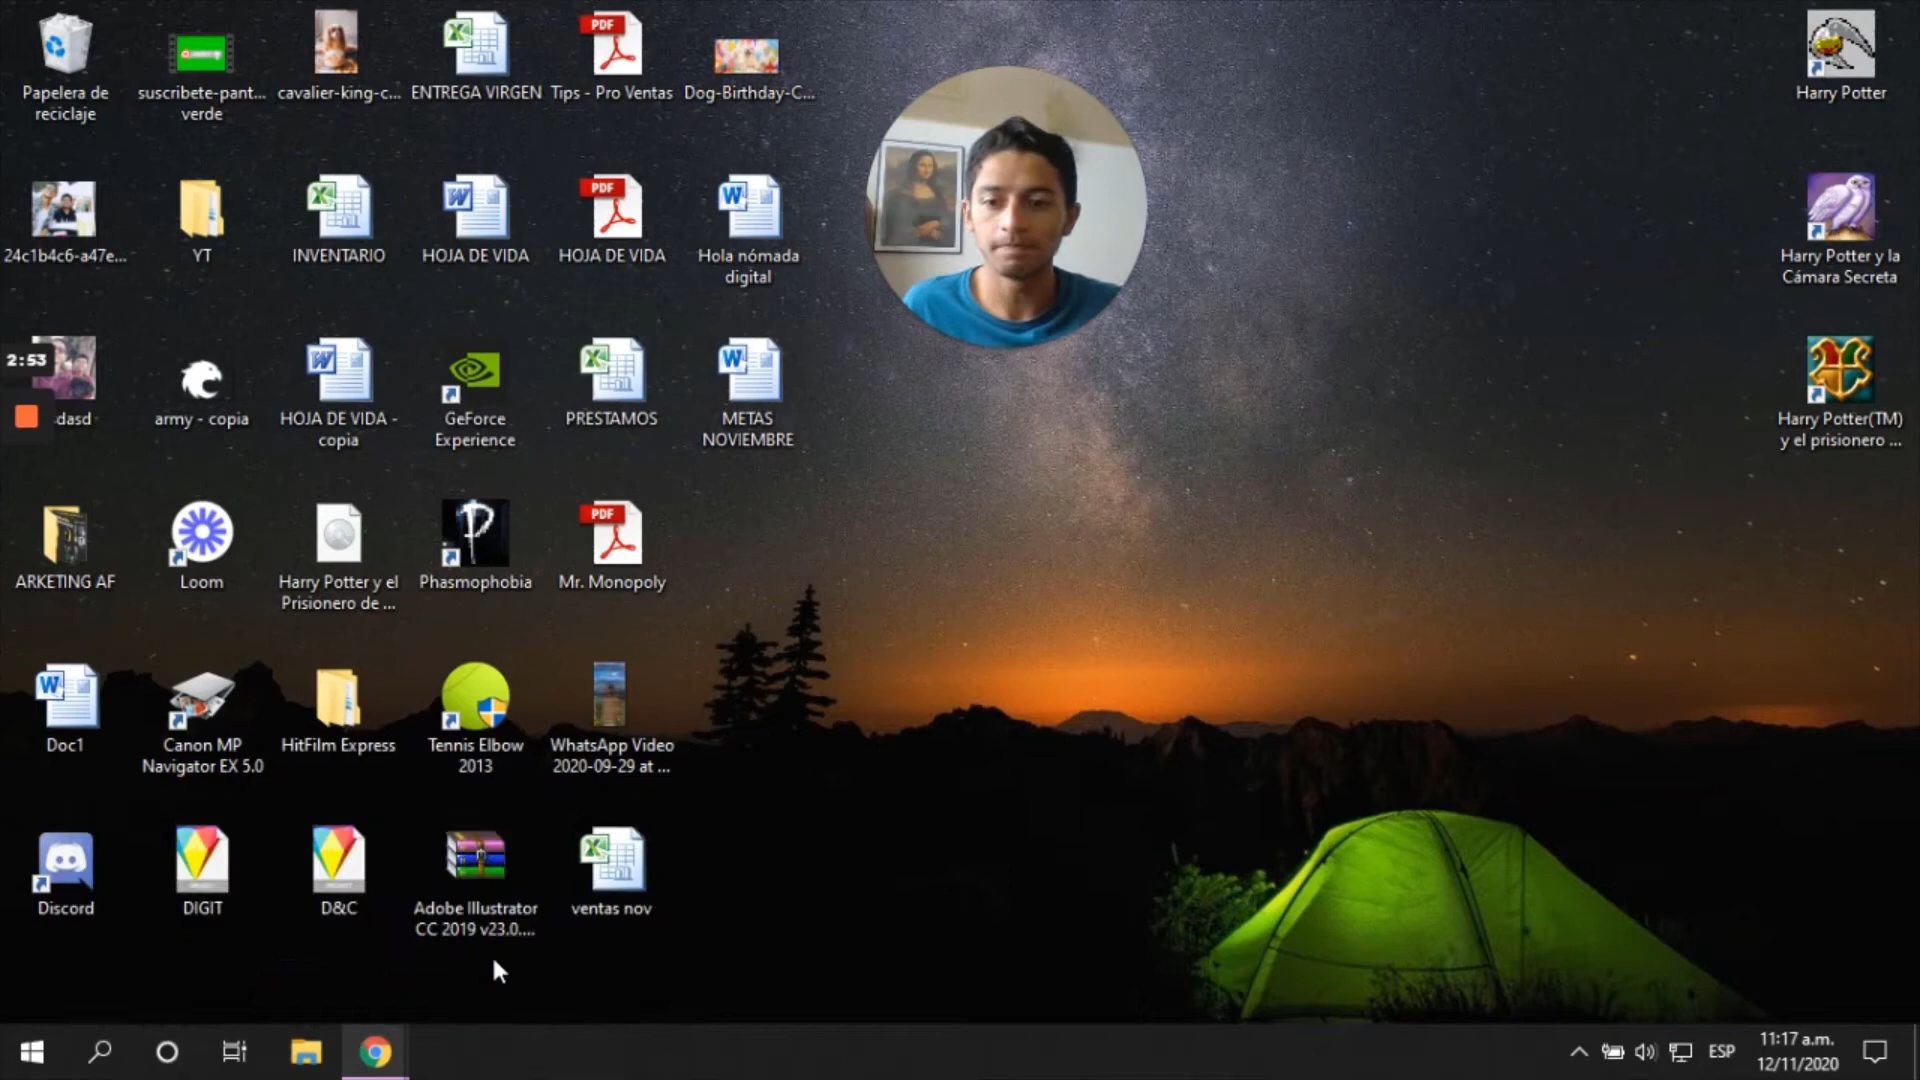 Papelera de
reciclaje
suscribete-pant...
verde
cavalier-king-c...
ENTREGA VIRGEN
PDF
Tips - Pro Ventas
Dog-Birthday-C...
Harry Potter
24c1b4c6-a47e...
YT
INVENTARIO
HOJA DE VIDA
PDF
HOJA DE VIDA
Hola nómada
digital
Harry Potter y la
Cámara Secreta
2:53
dasd
army - copia
HOJA DE VIDA -
copia
GeForce
Experience
PRESTAMOS
METAS
NOVIEMBRE
Harry Potter(TM)
y el prisionero ...
ARKETING AF
Loom
Harry Potter y el
Prisionero de ...
Phasmophobia
PDF
Mr. Monopoly
Doc1
Canon MP
Navigator EX 5.0
HitFilm Express
Tennis Elbow
2013
WhatsApp Video
2020-09-29 at ...
Discord
DIGIT
D&C
Adobe Illustrator
CC 2019 v23.0....
ventas nov
ESP
11:17 a.m.
12/11/2020